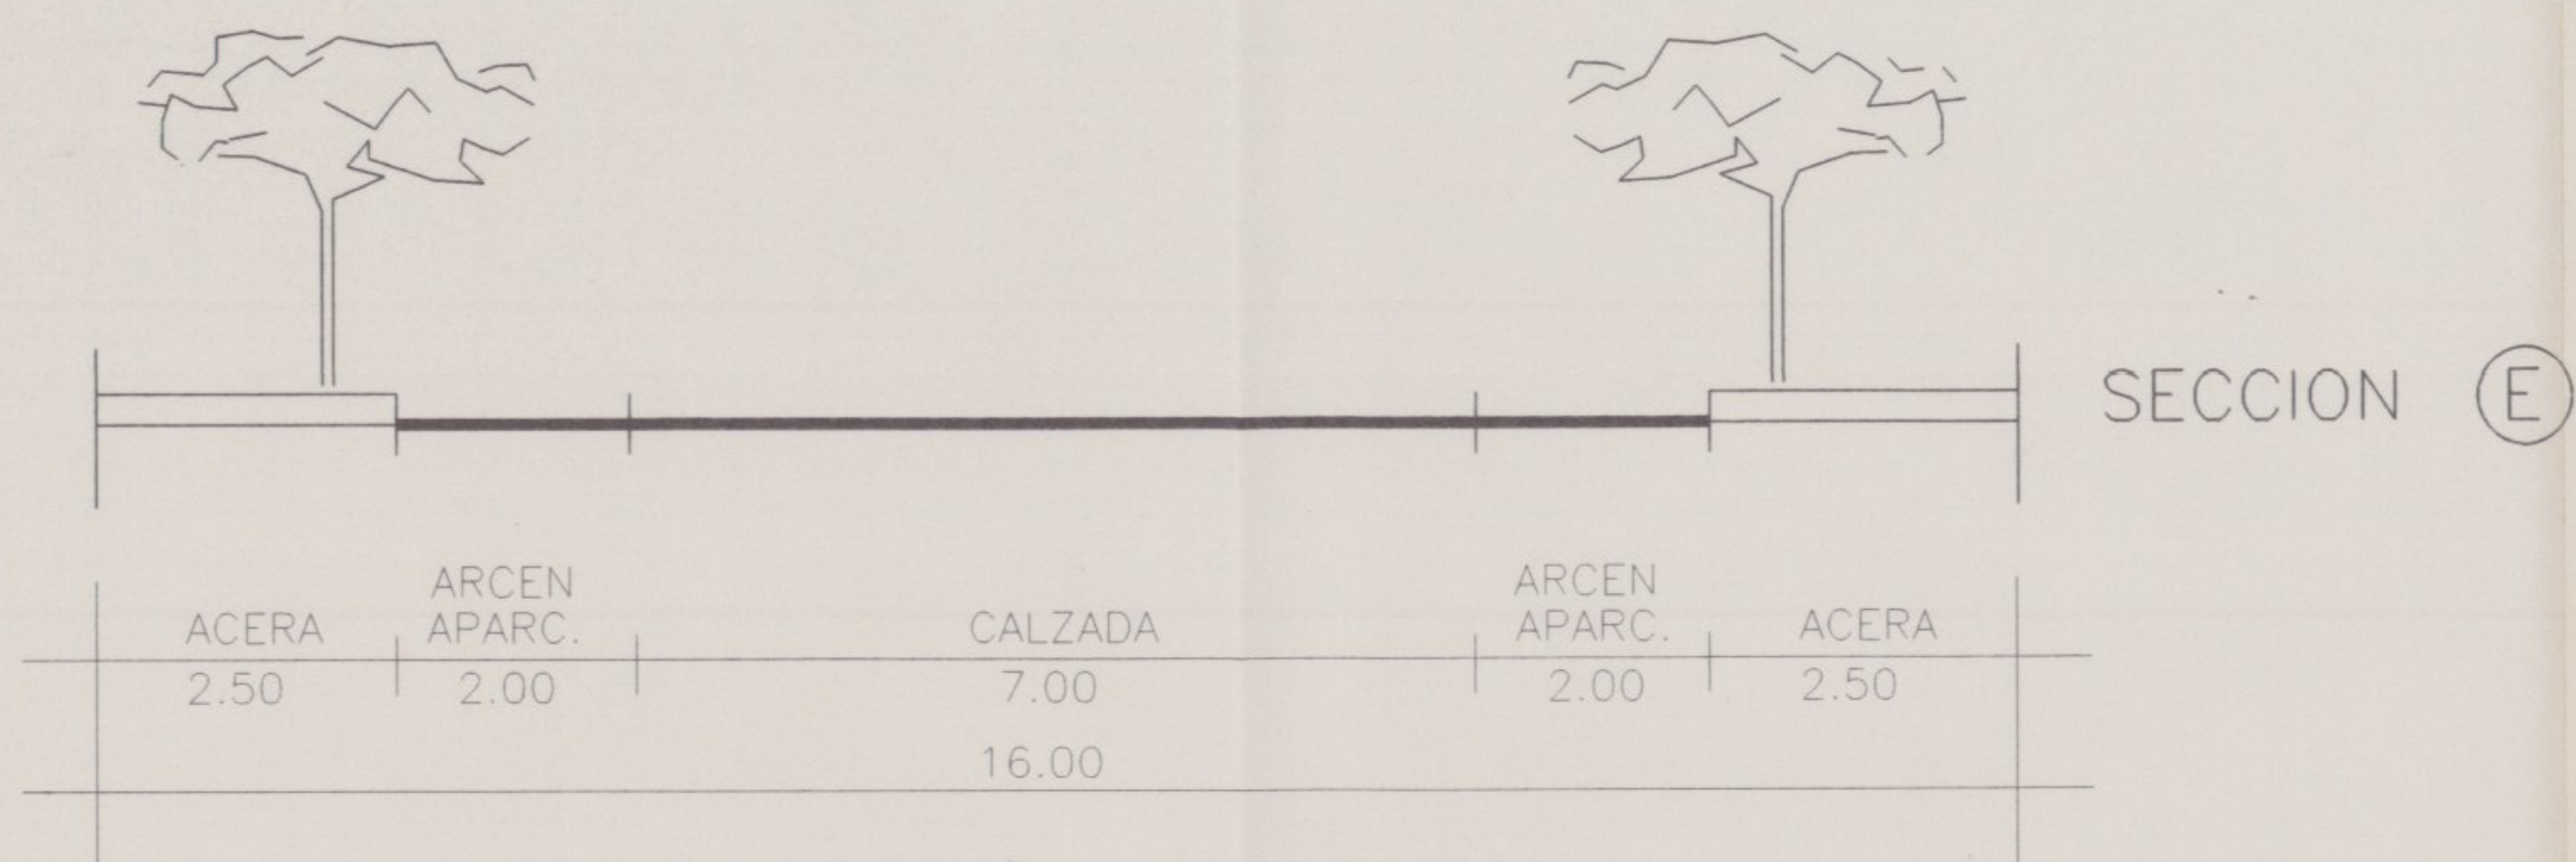 SECCION E
ARCEN
ARCEN
ACERA APARC. CALZADA APARC. ACERA
2.50 2.00 7.00 2.00 2.50
16.00